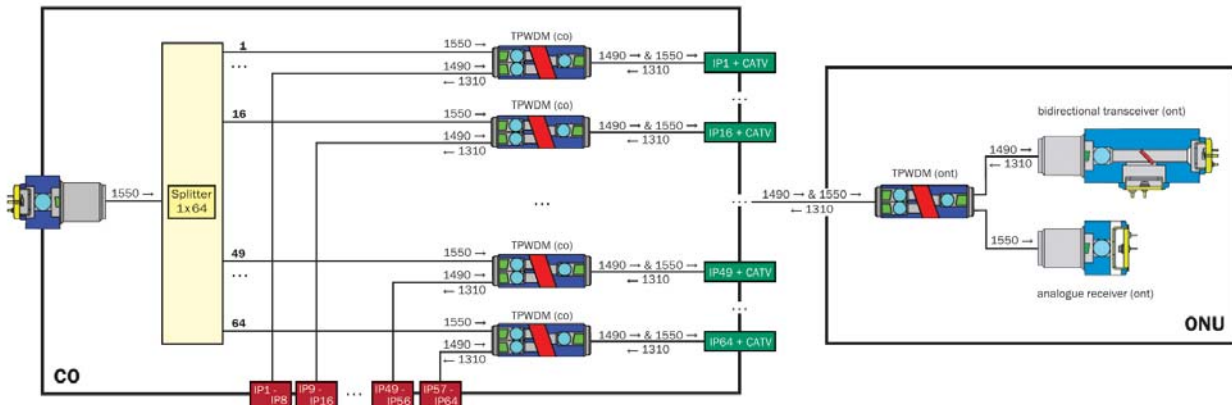 1
...
1550 →
TPWDM (co)
1490 →
← 1310
1490 → & 1550 →
← 1310
IP1 + CATV
...
16
1550 →
TPWDM (co)
1490 →
← 1310
1490 → & 1550 →
← 1310
IP16 + CATV
1550 →
Splitter
1x64
...
...
1490 → & 1550 →
← 1310
TPWDM (ont)
bidirectional transceiver (ont)
1490 →
← 1310
1550 →
analogue receiver (ont)
ONU
49
...
1550 →
TPWDM (co)
1490 →
← 1310
1490 → & 1550 →
← 1310
IP49 + CATV
...
64
1550 →
TPWDM (co)
1490 →
← 1310
1490 → & 1550 →
← 1310
IP64 + CATV
CO
IP1 -
IP8
IP9 -
IP16
...
IP49 -
IP56
IP57 -
IP64